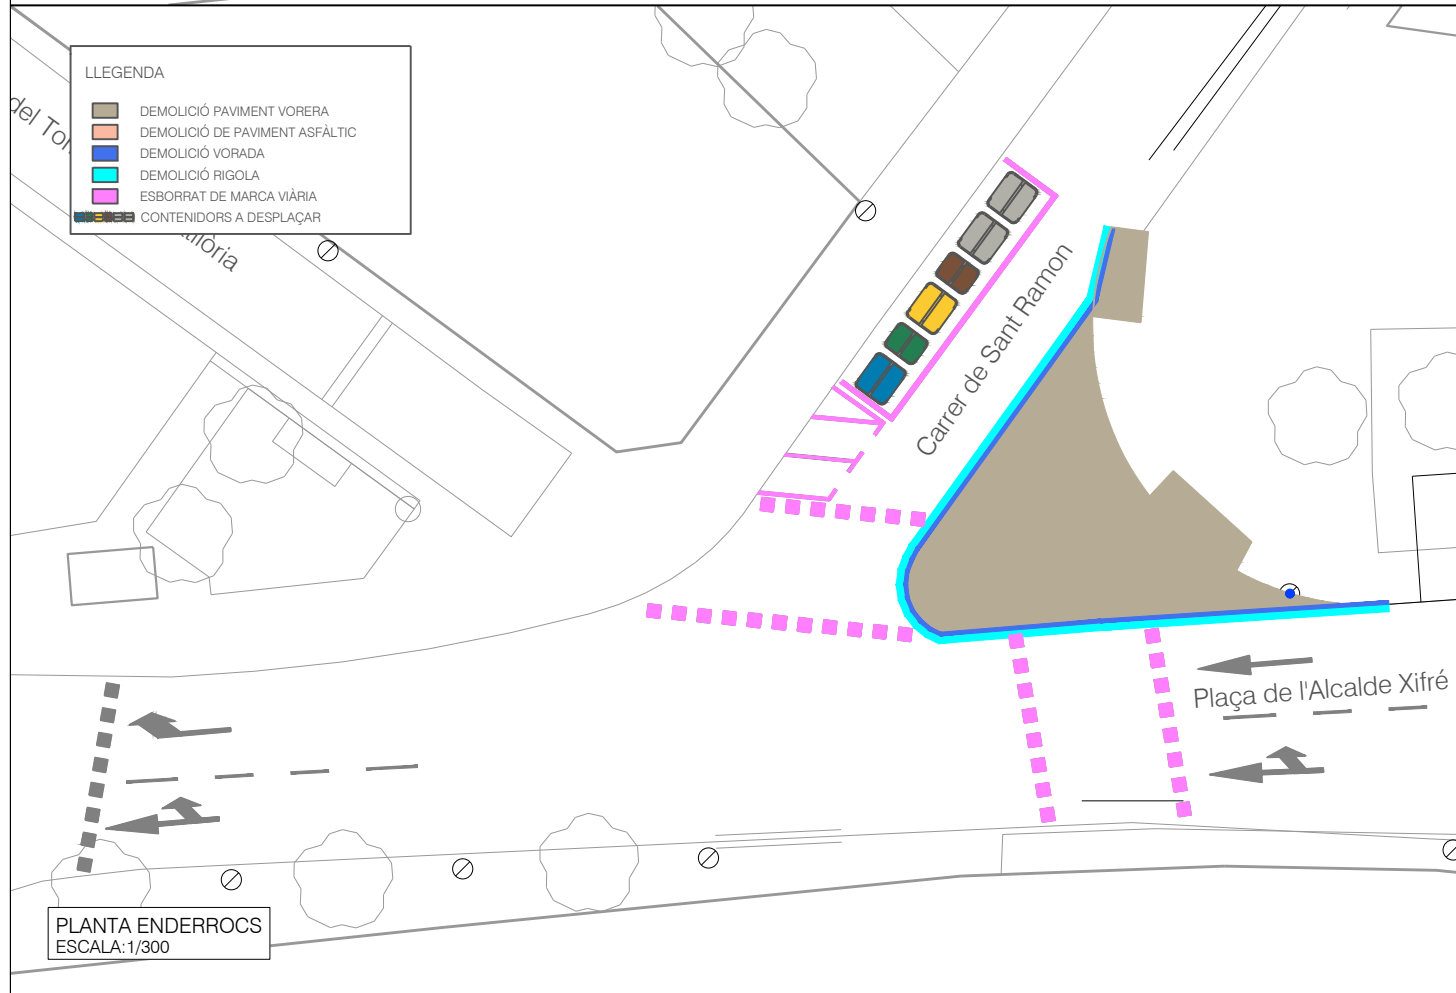 LLEGENDA
DEMOLICIÓ PAVIMENT VORERA
DEMOLICIÓ DE PAVIMENT ASFÀLTIC
DEMOLICIÓ VORADA
DEMOLICIÓ RIGOLA
ESBORRAT DE MARCA VIÀRIA
CONTENIDORS A DESPLAÇAR
del
Carrer de Sant Ramon
Plaça de l'Alcalde Xifré
PLANTA ENDERROCS
ESCALA:1/300